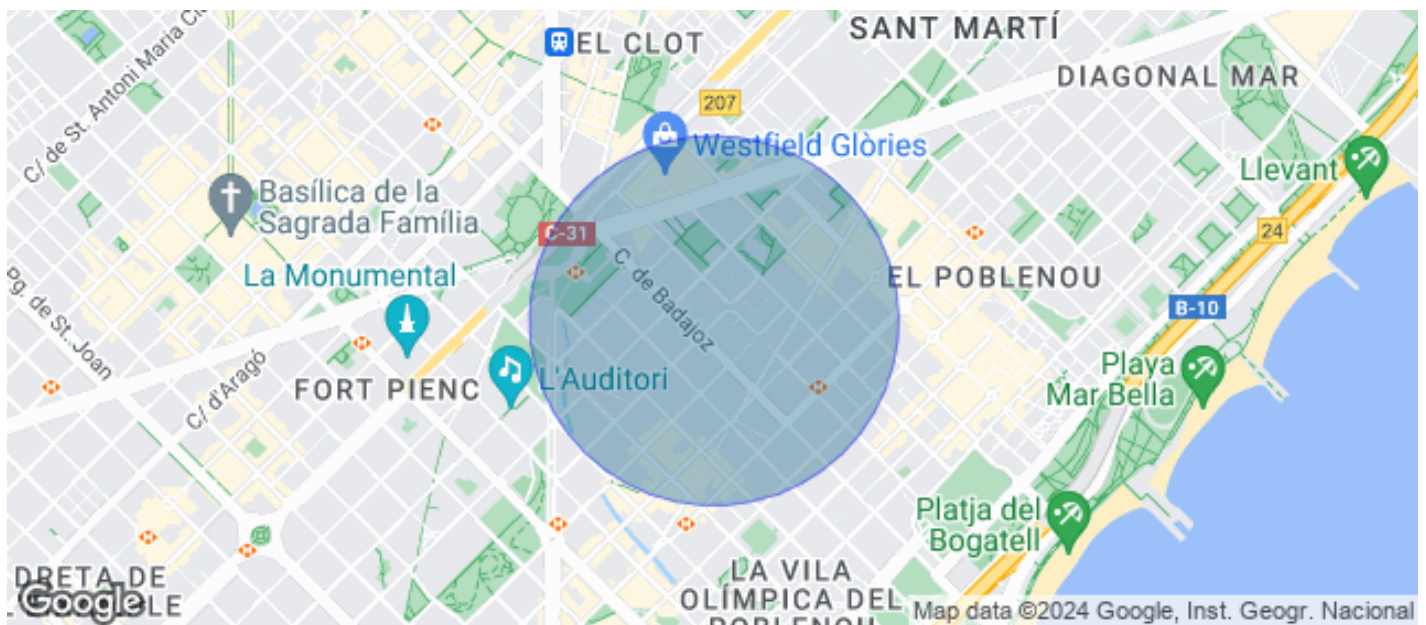 SANT MARTÍ
EL CLOT
DIAGONAL MAR
C/ de St. Antoni Maria Cl
207
Westfield Glòries
Llevant
Basílica de la
Sagrada Família
C-31
24
C. de Badajoz
EL POBLENOU
La Monumental
B-10
Pg. de St. Joan
C/ d'Aragó
FORT PIENC
L'Auditori
Playa
Mar Bella
Platja del
Bogatell
DRETA DE
Google
LA VILA
OLÍMPICA DEL
POBLENOU
Map data ©2024 Google, Inst. Geogr. Nacional